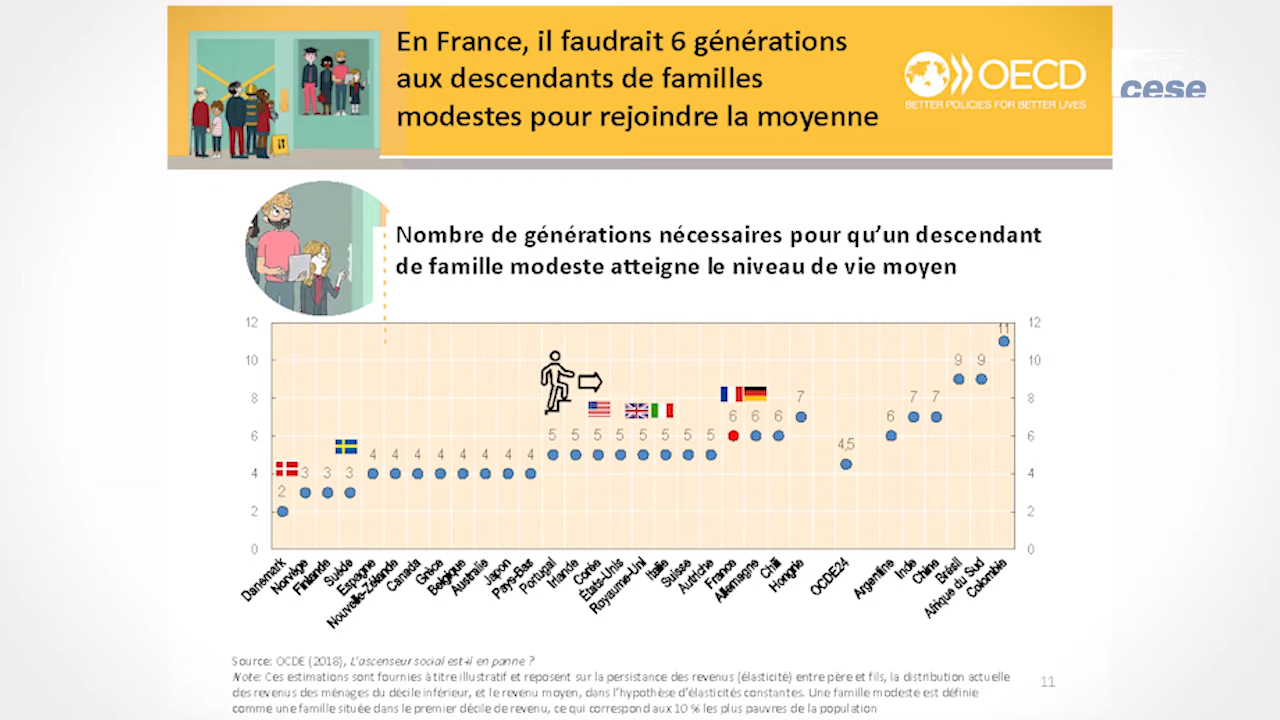 En France, il faudrait 6 générations
aux descendants de familles
modestes pour rejoindre la moyenne
OECD
BETTER POLICIES FOR BETTER LIVES
cese
Nombre de générations nécessaires pour qu'un descendant
de famille modeste atteigne le niveau de vie moyen
12 12
10 10
8 8
6 6
4 4
2 2
0 0
2 3 3 3 4 4 4 4 4 4 4 4 5 5 5 5 5 5 5 5 6 6 6 7 4,5 6 7 7 9 9 11
Danemark
Norvège
Finlande
Suède
Espagne
Nouvelle-Zélande
Canada
Grèce
Belgique
Australie
Japon
Pays-Bas
Portugal
Irlande
Corée
États-Unis
Royaume-Uni
Italie
Suisse
Autriche
France
Allemagne
Chili
Hongrie
OCDE24
Argentine
Inde
Chine
Brésil
Afrique du Sud
Colombie
Source: OCDE (2018), L'ascenseur social est-il en panne ?
Note: Ces estimations sont fournies à titre illustratif et reposent sur la persistance des revenus (élasticité) entre père et fils, la distribution actuelle
des revenus des ménages du décile inférieur, et le revenu moyen, dans l'hypothèse d'élasticités constantes. Une famille modeste est définie
comme une famille située dans le premier décile de revenu, ce qui correspond aux 10 % les plus pauvres de la population
11